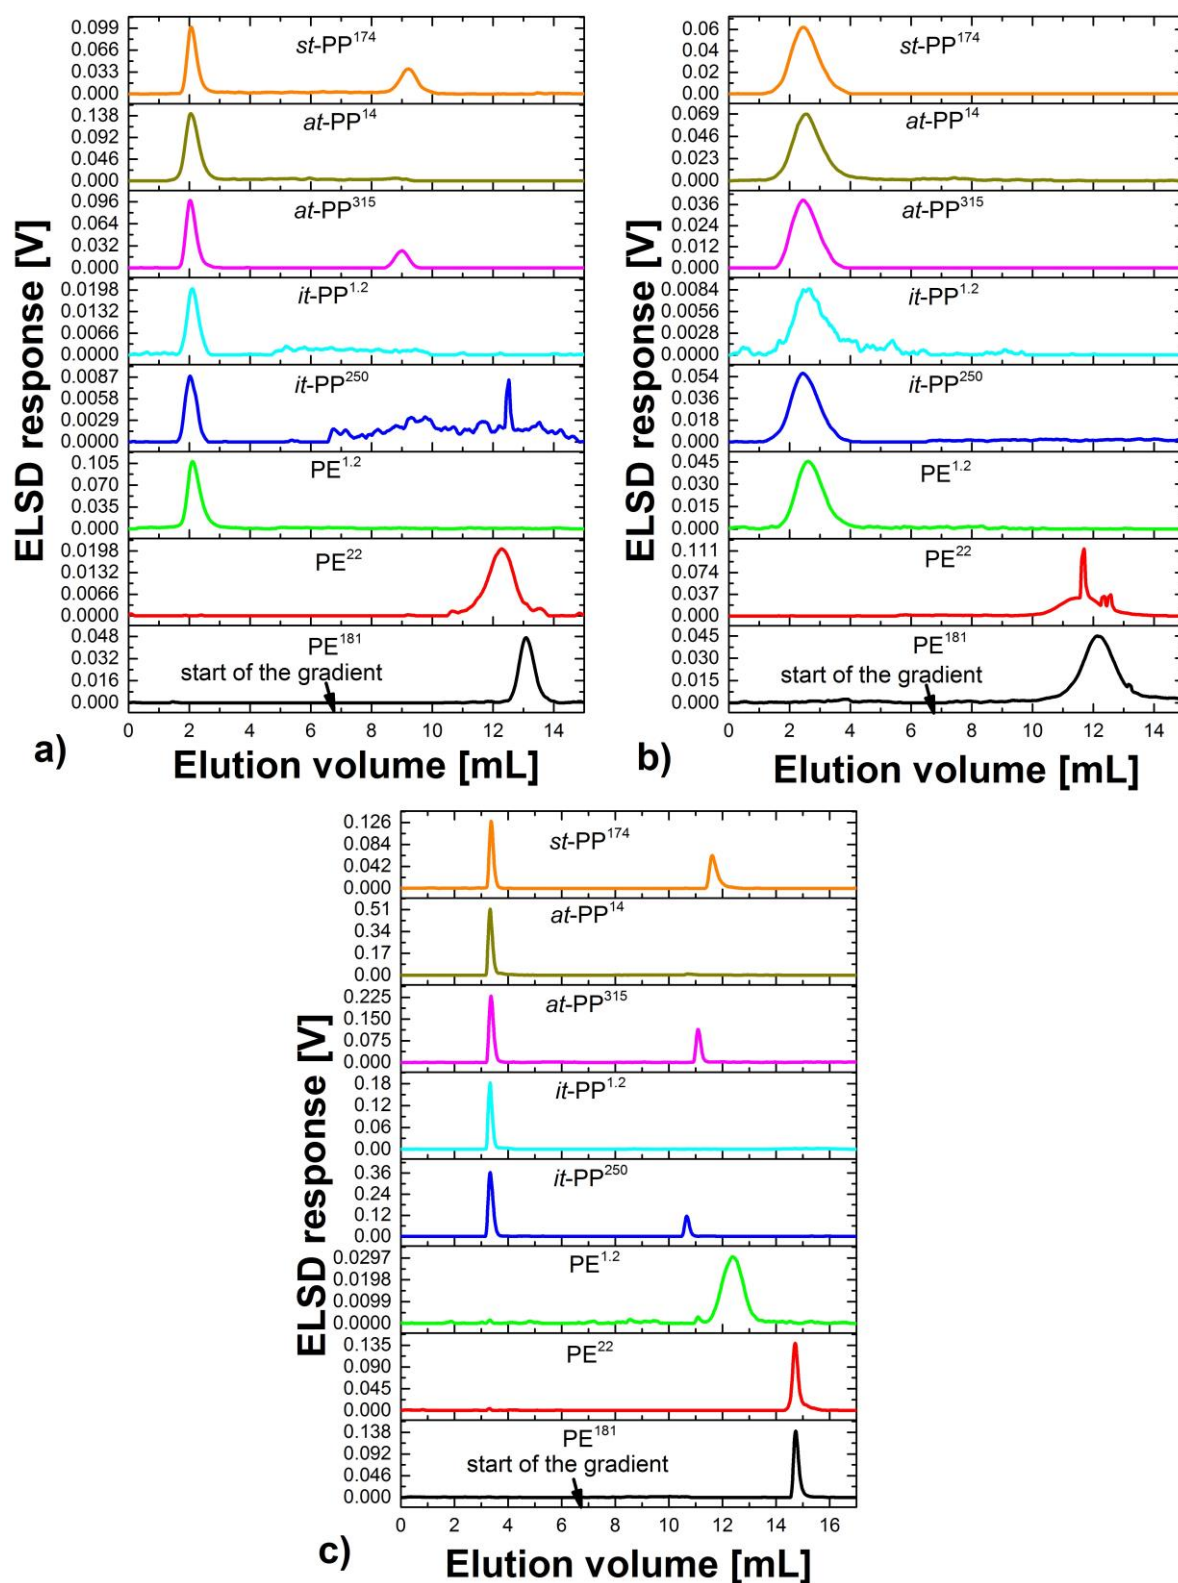 0.099
0.066
0.033
0.000
st-PP174
0.138
0.092
0.046
0.000
at-PP14
0.096
0.064
0.032
0.000
at-PP315
0.0198
0.0132
0.0066
0.0000
it-PP1.2
0.0087
0.0058
0.0029
0.0000
it-PP250
0.105
0.070
0.035
0.000
PE1.2
0.0198
0.0132
0.0066
0.0000
PE22
0.048
0.032
0.016
0.000
PE181
start of the gradient
0 2 4 6 8 10 12 14
ELSD response [V]
a) Elution volume [mL]
0.06
0.04
0.02
0.00
st-PP174
0.069
0.046
0.023
0.000
at-PP14
0.036
0.024
0.012
0.000
at-PP315
0.0084
0.0056
0.0028
0.0000
it-PP1.2
0.054
0.036
0.018
0.000
it-PP250
0.045
0.030
0.015
0.000
PE1.2
0.111
0.074
0.037
0.000
PE22
0.045
0.030
0.015
0.000
PE181
start of the gradient
0 2 4 6 8 10 12 14
ELSD response [V]
b) Elution volume [mL]
0.126
0.084
0.042
0.000
st-PP174
0.51
0.34
0.17
0.00
at-PP14
0.225
0.150
0.075
0.000
at-PP315
0.18
0.12
0.06
0.00
it-PP1.2
0.36
0.24
0.12
0.00
it-PP250
0.0297
0.0198
0.0099
0.0000
PE1.2
0.135
0.090
0.045
0.000
PE22
0.138
0.092
0.046
0.000
PE181
start of the gradient
0 2 4 6 8 10 12 14 16
ELSD response [V]
c) Elution volume [mL]